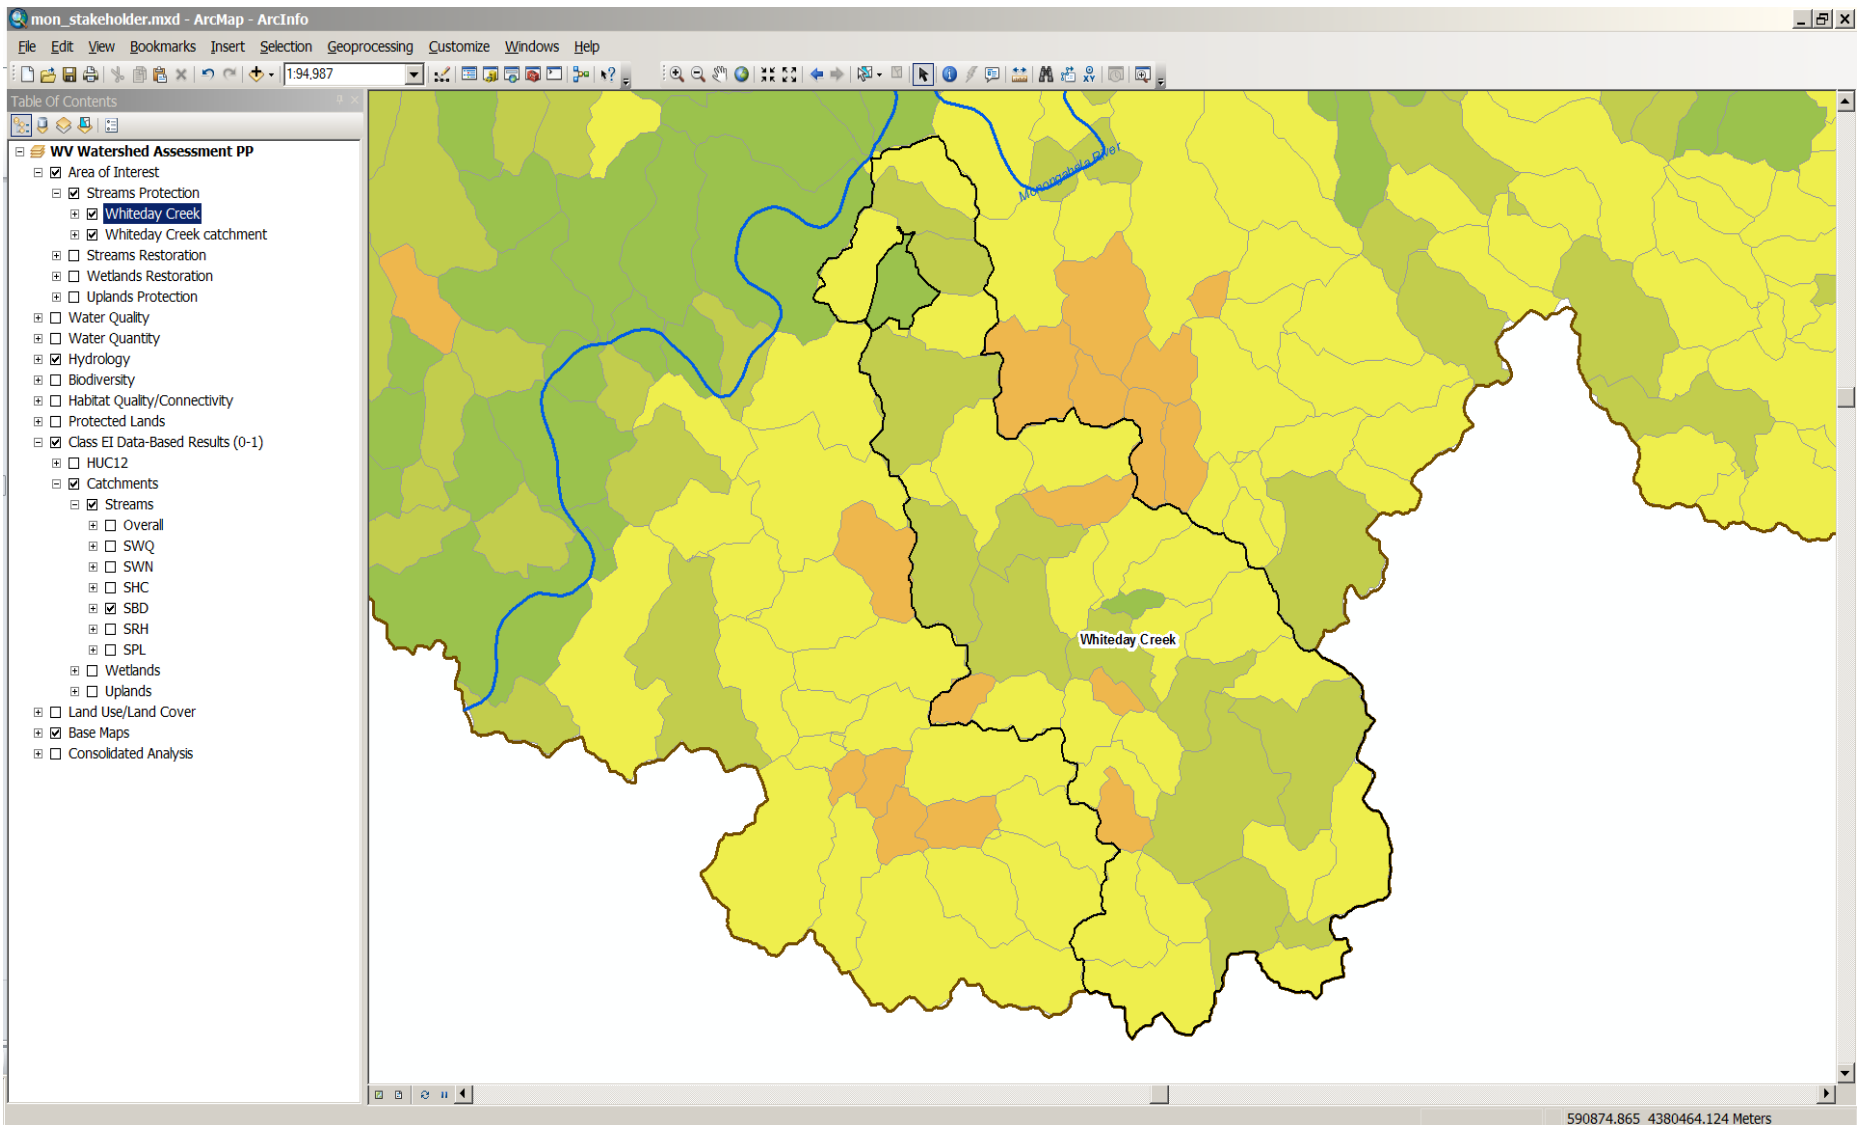 mon_stakeholder.mxd - ArcMap - ArcInfo
File Edit View Bookmarks Insert Selection Geoprocessing Customize Windows Help
1:94,987
Table Of Contents
WV Watershed Assessment PP
Area of Interest
Streams Protection
Whiteday Creek
Whiteday Creek catchment
Streams Restoration
Wetlands Restoration
Uplands Protection
Water Quality
Water Quantity
Hydrology
Biodiversity
Habitat Quality/Connectivity
Protected Lands
Class EI Data-Based Results (0-1)
HUC12
Catchments
Streams
Overall
SWQ
SWN
SHC
SBD
SRH
SPL
Wetlands
Uplands
Land Use/Land Cover
Base Maps
Consolidated Analysis
Monongahela River
Whiteday Creek
590874.865 4380464.124 Meters